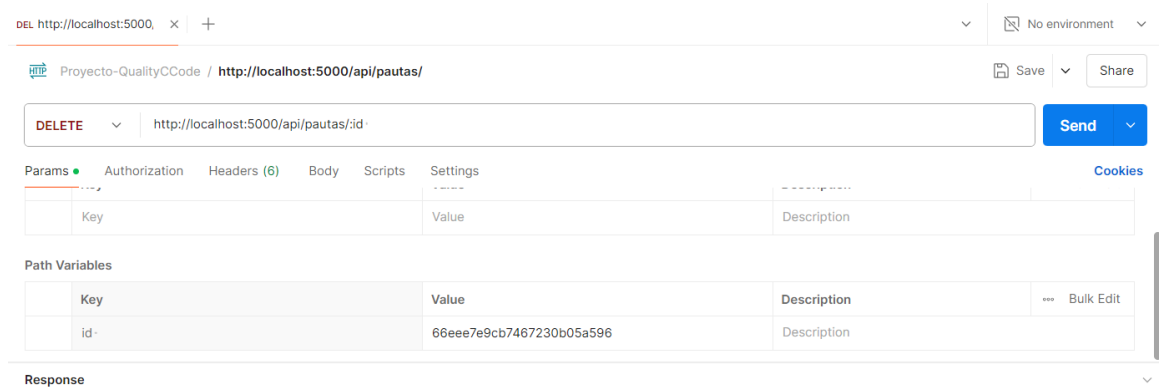 DEL http://localhost:5000,
No environment
HTTP Proyecto-QualityCCode / http://localhost:5000/api/pautas/
Save
Share
DELETE
http://localhost:5000/api/pautas/:id
Send
Params
Authorization
Headers (6)
Body
Scripts
Settings
Cookies
Key
Value
Description
Path Variables
Key
Value
Description
Bulk Edit
id
66eee7e9cb7467230b05a596
Description
Response